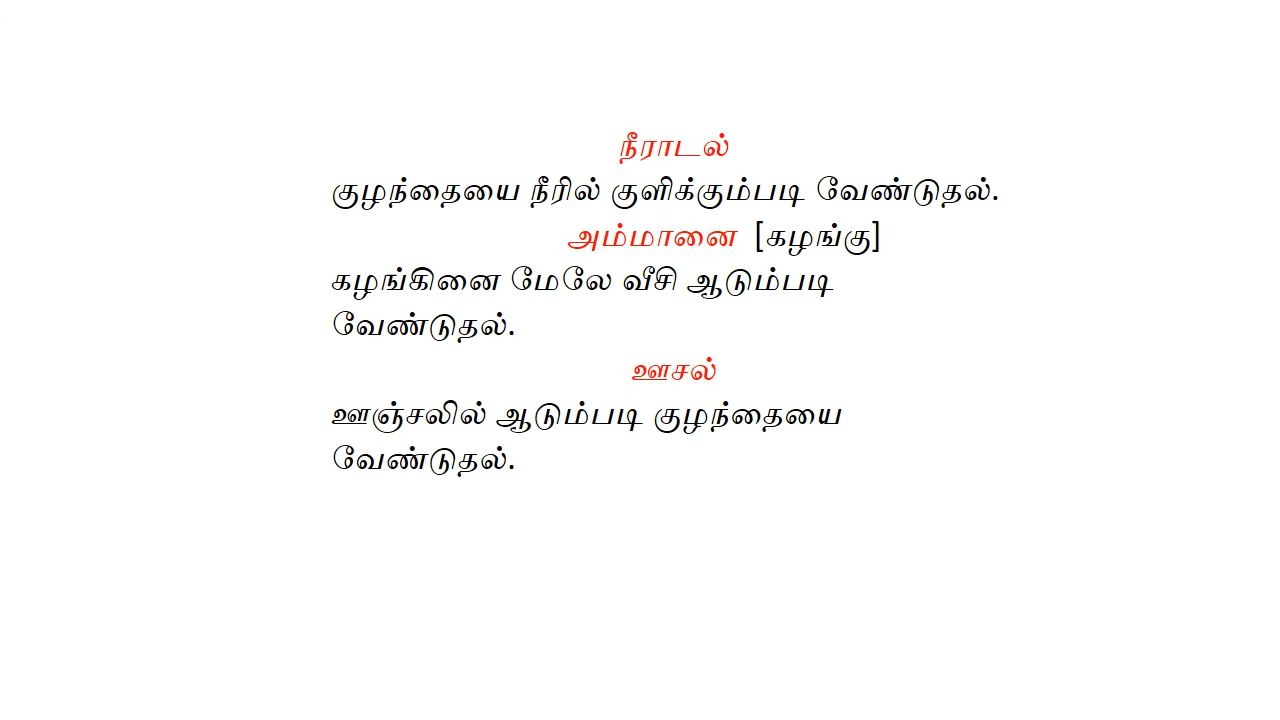 நீராடல்
குழந்தையை நீரில் குளிக்கும்படி வேண்டுதல்.
அம்மானை [கழங்கு]
கழங்கினை மேலே வீசி ஆடும்படி
வேண்டுதல்.
ஊசல்
ஊஞ்சலில் ஆடும்படி குழந்தையை
வேண்டுதல்.